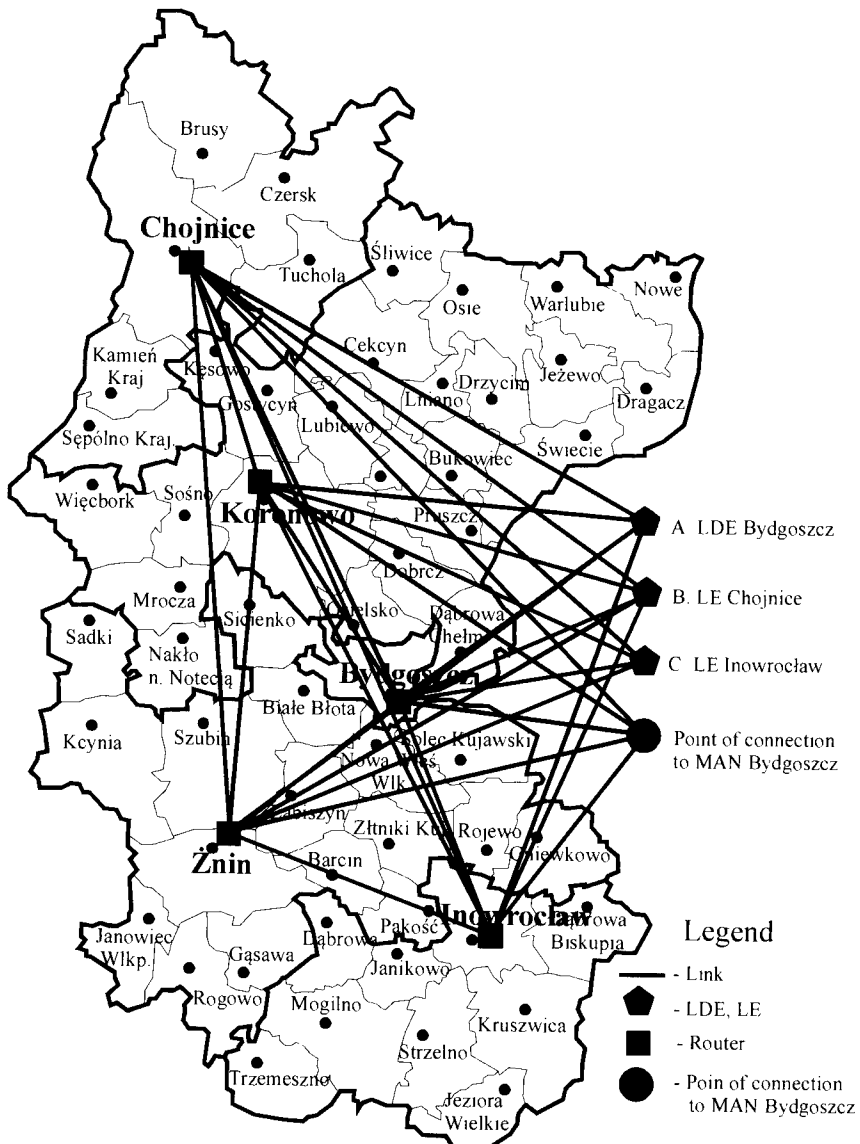 Brusy
Czersk
Chojnice
Tuchola
Śliwice
Osie
Warlubie
Nowe
Cekcyn
Kamień
Kraj
Kęsowo
Gostycyn
Lubiewo
Lniano
Drzycim
Jeżewo
Dragacz
Sępólno Kraj.
Świecie
Bukowiec
Więcbork
Sośno
Koronowo
Pruszcz
A LDE Bydgoszcz
Dobrcz
Mrocza
Sicienko
Osielsko
Dąbrowa
Chełm
B. LE Chojnice
Sadki
Nakło
n. Notecią
Bydgoszcz
C LE Inowrocław
Białe Błota
Kcynia
Szubin
Solec Kujawski
Nowa Wieś
Wlk
Point of connection
to MAN Bydgoszcz
Łabiszyn
Złtniki Kuj
Rojewo
Gniewkowo
Żnin
Barcin
Inowrocław
Pakość
Dąbrowa
Biskupia
Janowiec
Włkp.
Gąsawa
Dąbrowa
Janikowo
Rogowo
Mogilno
Strzelno
Kruszwica
Trzemeszno
Jeziora
Wielkie
Legend
- Link
- LDE, LE
- Router
- Poin of connection
to MAN Bydgoszcz